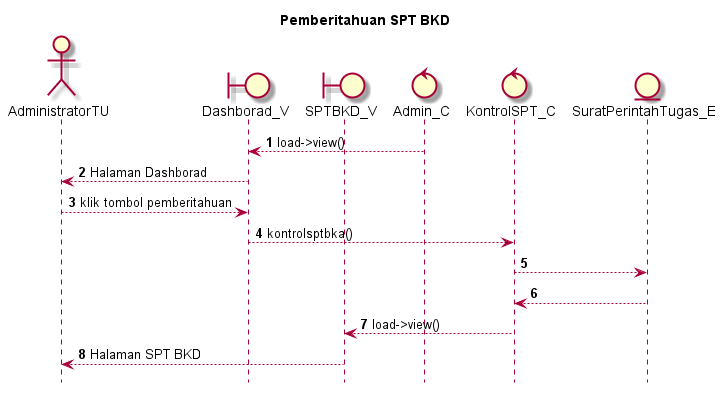 Pemberitahuan SPT BKD
AdministratorTU
Dashborad_V
SPTBKD_V
Admin_C
KontrolSPT_C
SuratPerintahTugas_E
1 load->view()
2 Halaman Dashborad
3 klik tombol pemberitahuan
4 kontrolsptbka()
5
6
7 load->view()
8 Halaman SPT BKD